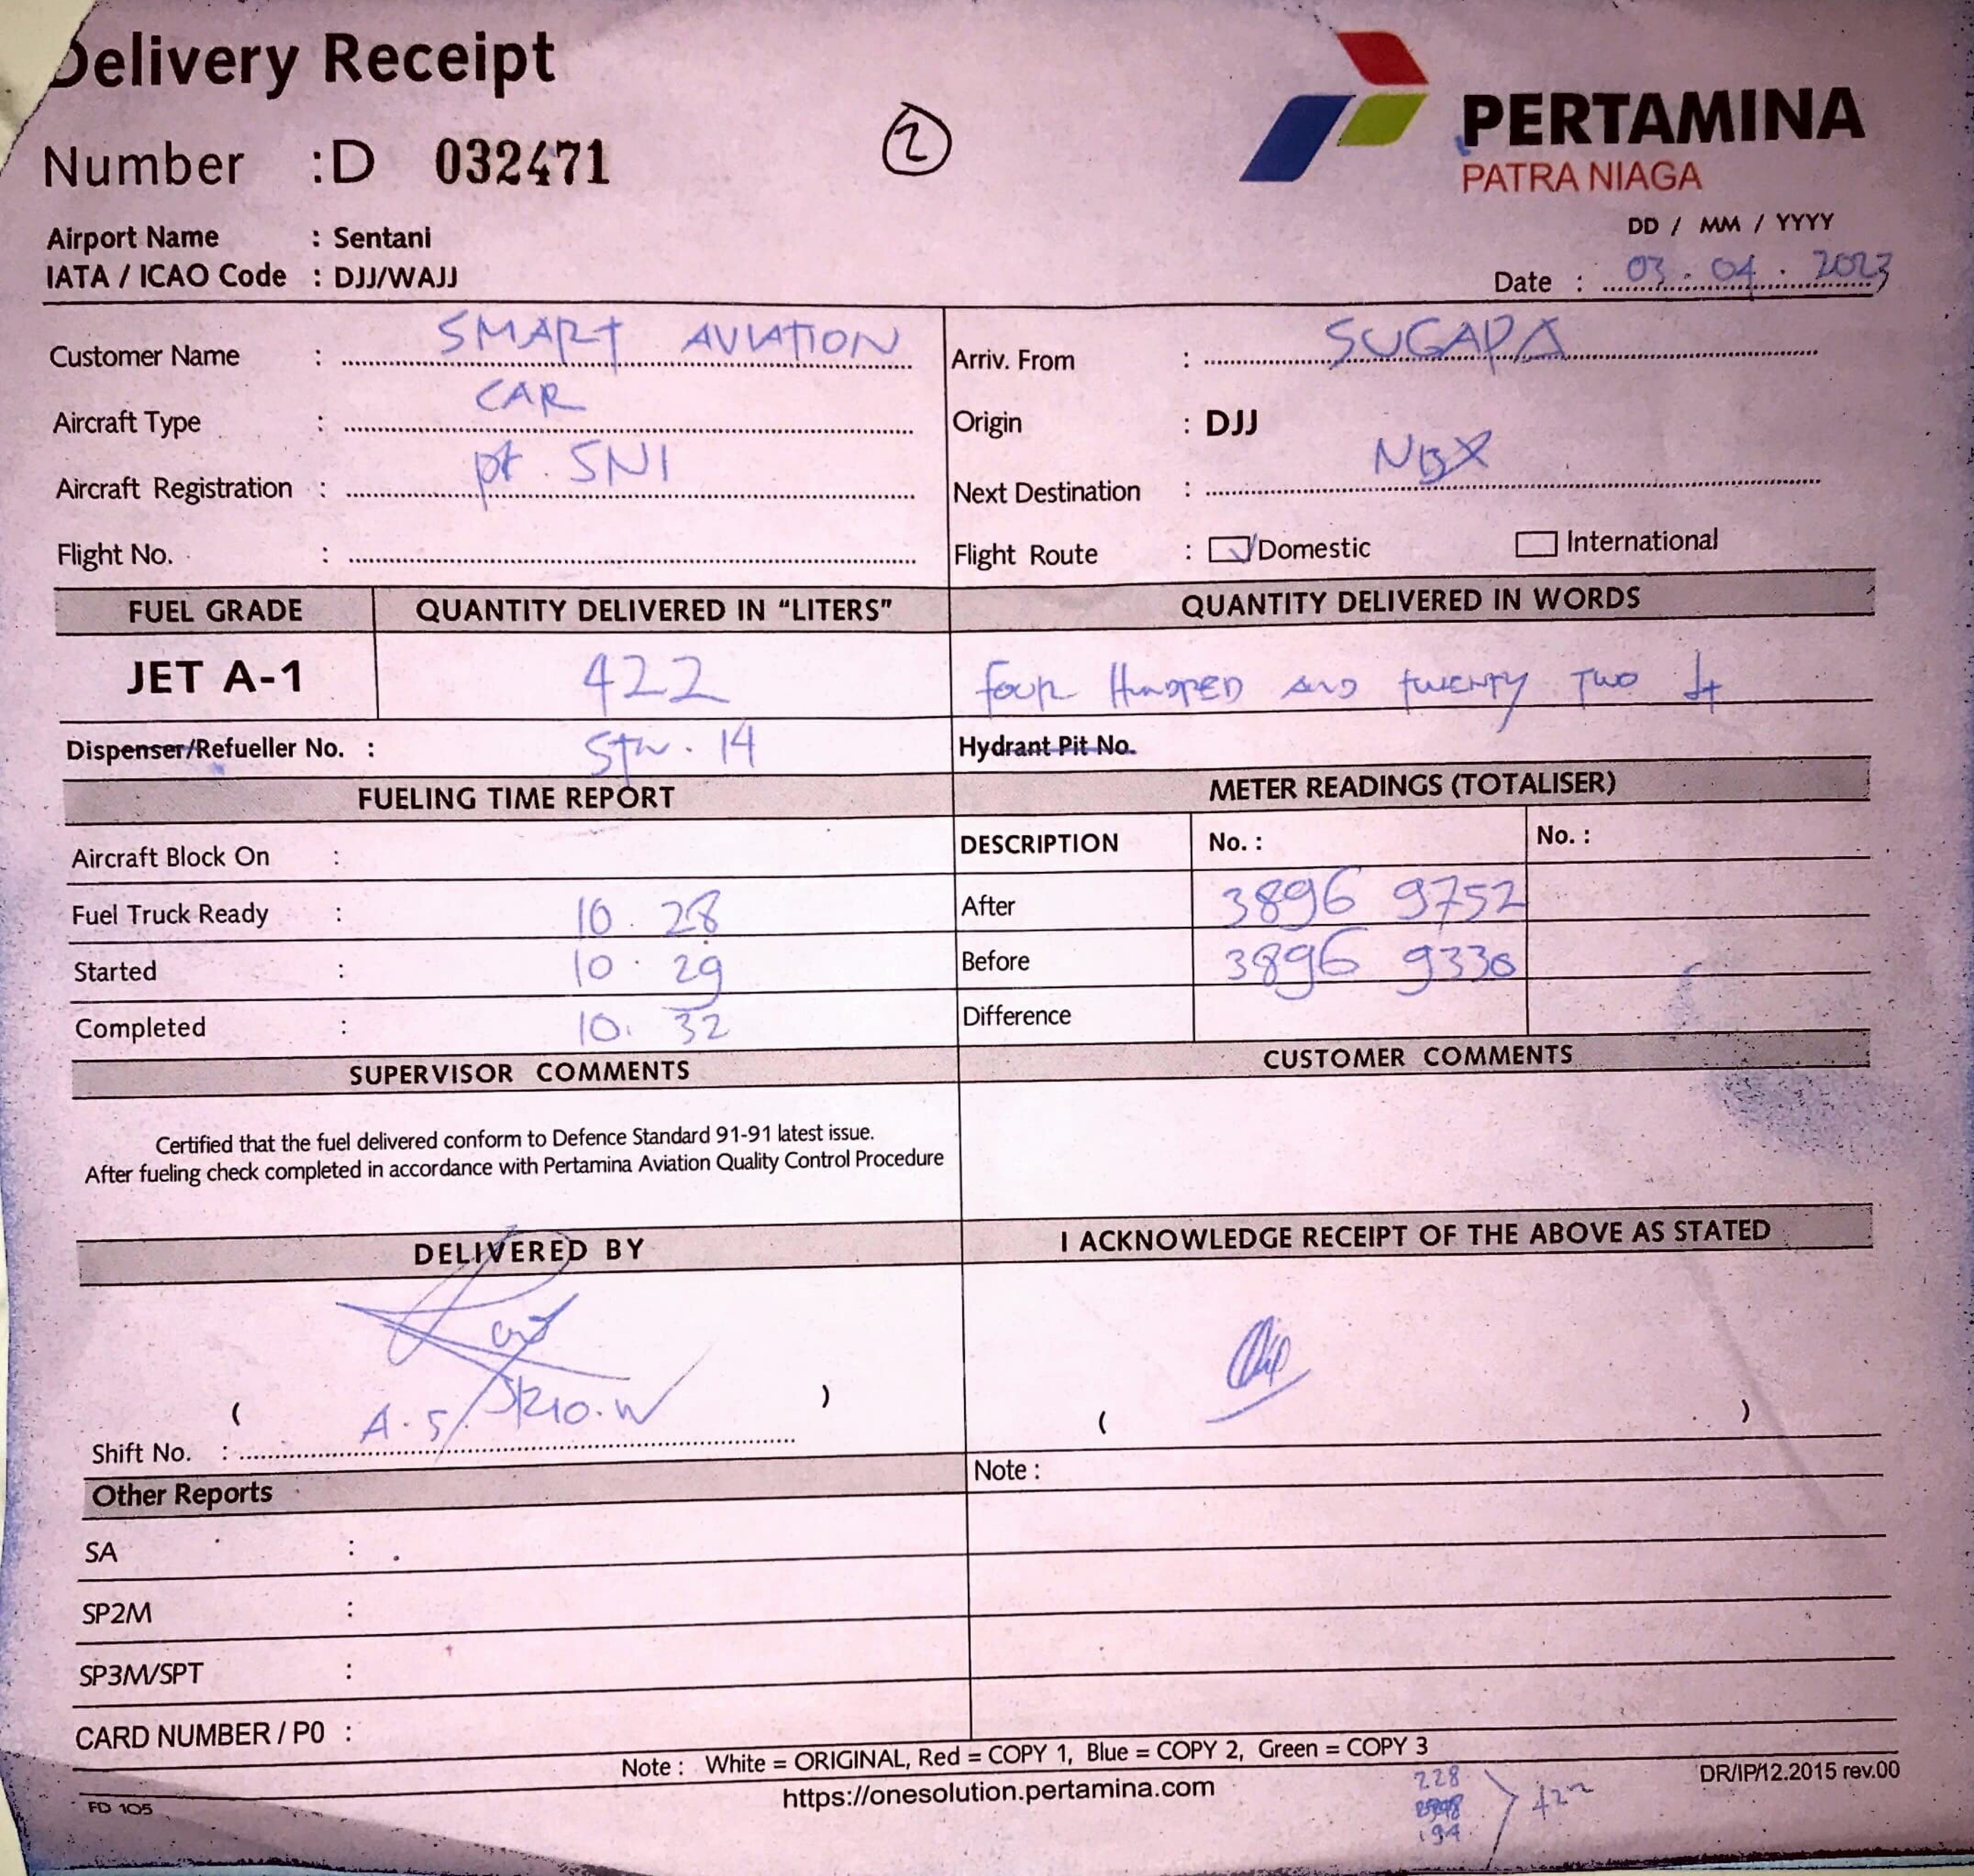 Delivery Receipt
2
PERTAMINA
PATRA NIAGA
Number :D 032471
Airport Name : Sentani
IATA / ICAO Code : DJJ/WAJJ
DD / MM / YYYY
Date : 03 . 04 . 2023
Customer Name : SMART AVIATION
Arriv. From : SUGAPA
Aircraft Type : CAR
Origin : DJJ
Aircraft Registration : pk . SNI
Next Destination : NBX
Flight No. :
Flight Route : Domestic International
FUEL GRADE QUANTITY DELIVERED IN "LITERS" QUANTITY DELIVERED IN WORDS
JET A-1 422 four HUNDRED AND TWENTY TWO
Dispenser/Refueller No. : STW . 14 Hydrant Pit No.
FUELING TIME REPORT METER READINGS (TOTALISER)
Aircraft Block On : DESCRIPTION No. : No. :
Fuel Truck Ready : 10 . 28 After 3896 9752
Started : 10 . 29 Before 3896 9330
Completed : 10. 32 Difference
SUPERVISOR COMMENTS CUSTOMER COMMENTS
Certified that the fuel delivered conform to Defence Standard 91-91 latest issue.
After fueling check completed in accordance with Pertamina Aviation Quality Control Procedure
DELIVERED BY I ACKNOWLEDGE RECEIPT OF THE ABOVE AS STATED
( )
( )
Shift No. :
Other Reports Note :
SA :
SP2M :
SP3M/SPT :
CARD NUMBER / P0 :
Note : White = ORIGINAL, Red = COPY 1, Blue = COPY 2, Green = COPY 3
https://onesolution.pertamina.com
DR/IP/12.2015 rev.00
FD 105
228
194
422